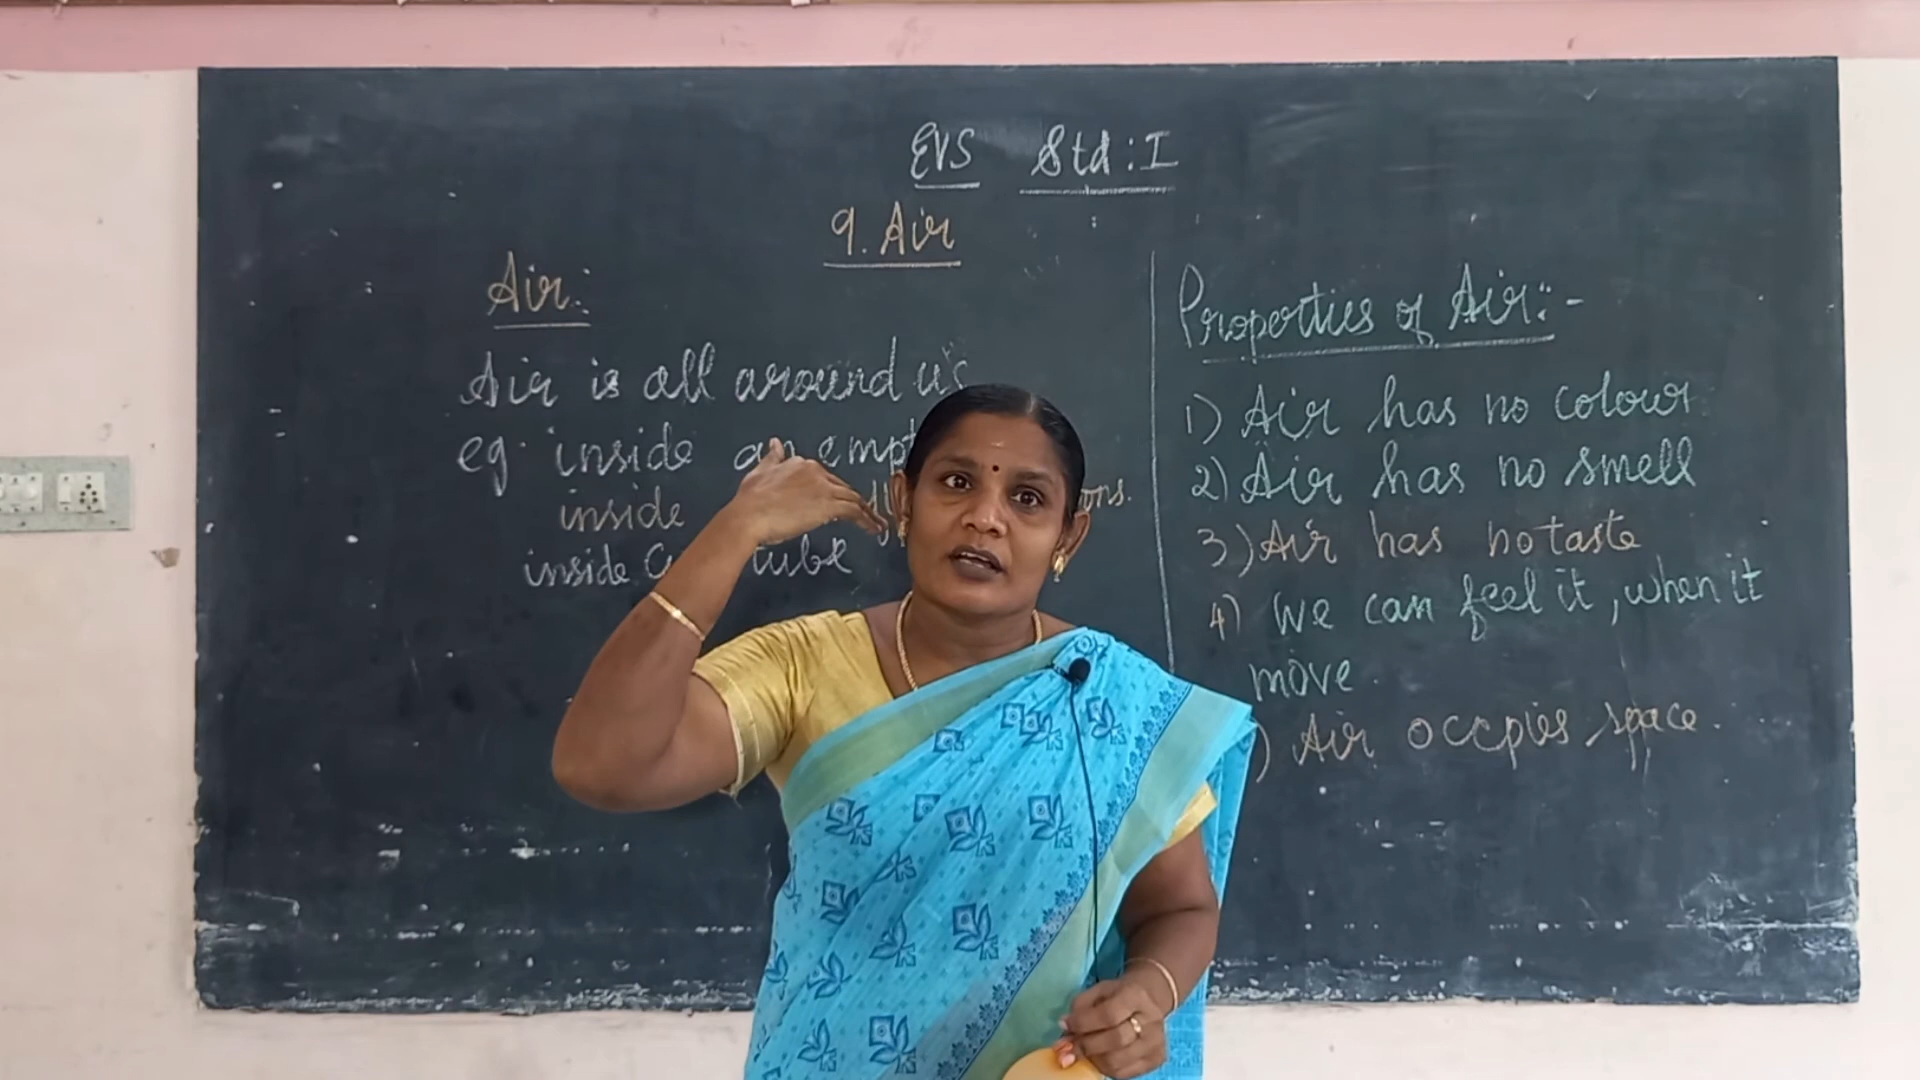 EVS Std : I
9. Air
Air:
Air is all around us
eg. inside an empt
inside ons.
inside tube
Properties of Air:-
1) Air has no colour
2) Air has no smell
3) Air has no taste
4) We can feel it, when it
move.
) Air occpies space.